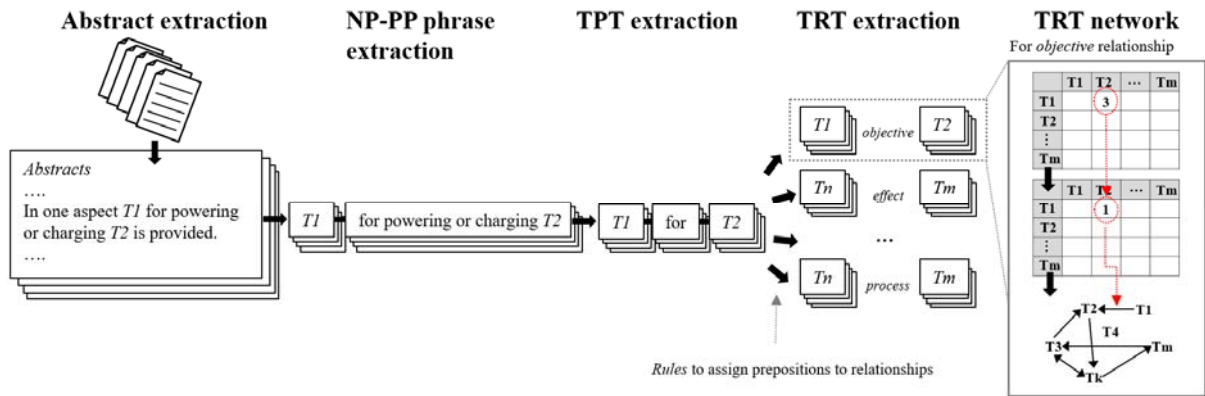 Abstract extraction
NP-PP phrase
extraction
TPT extraction
TRT extraction
TRT network
For objective relationship
Abstracts
….
In one aspect T1 for powering
or charging T2 is provided.
….
T1
for powering or charging T2
T1
for
T2
T1
objective
T2
Tn
effect
Tm
…
Tn
process
Tm
Rules to assign prepositions to relationships
T1 T2 … Tm
T1 3
T2
⋮
Tm
T1 T2 … Tm
T1 1
T2
⋮
Tm
T2 T1
T4
T3 Tm
Tk